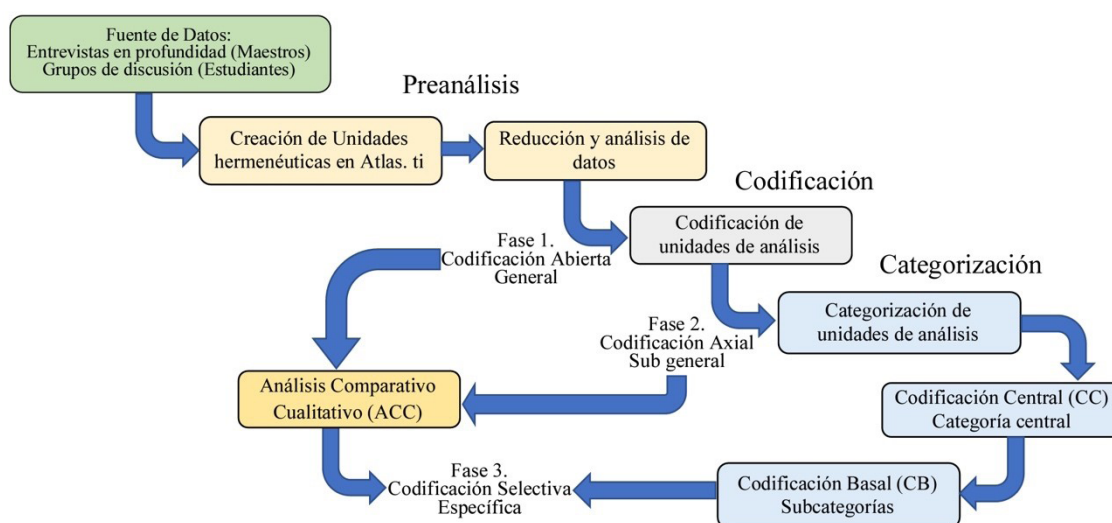 Fuente de Datos:
Entrevistas en profundidad (Maestros)
Grupos de discusión (Estudiantes)
Preanálisis
Creación de Unidades
hermenéuticas en Atlas. ti
Reducción y análisis de
datos
Codificación
Codificación de
unidades de análisis
Fase 1.
Codificación Abierta
General
Categorización
Categorización de
unidades de análisis
Fase 2.
Codificación Axial
Sub general
Análisis Comparativo
Cualitativo (ACC)
Codificación Central (CC)
Categoría central
Fase 3.
Codificación Selectiva
Específica
Codificación Basal (CB)
Subcategorías